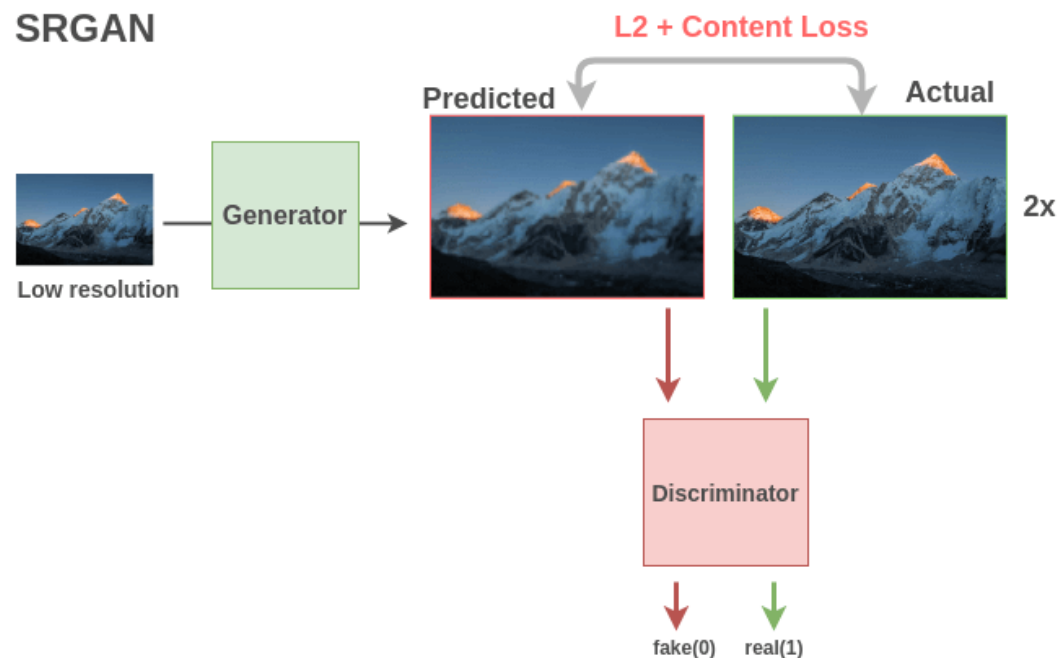 SRGAN
L2 + Content Loss
Predicted
Actual
Generator
2x
Low resolution
Discriminator
fake(0)
real(1)